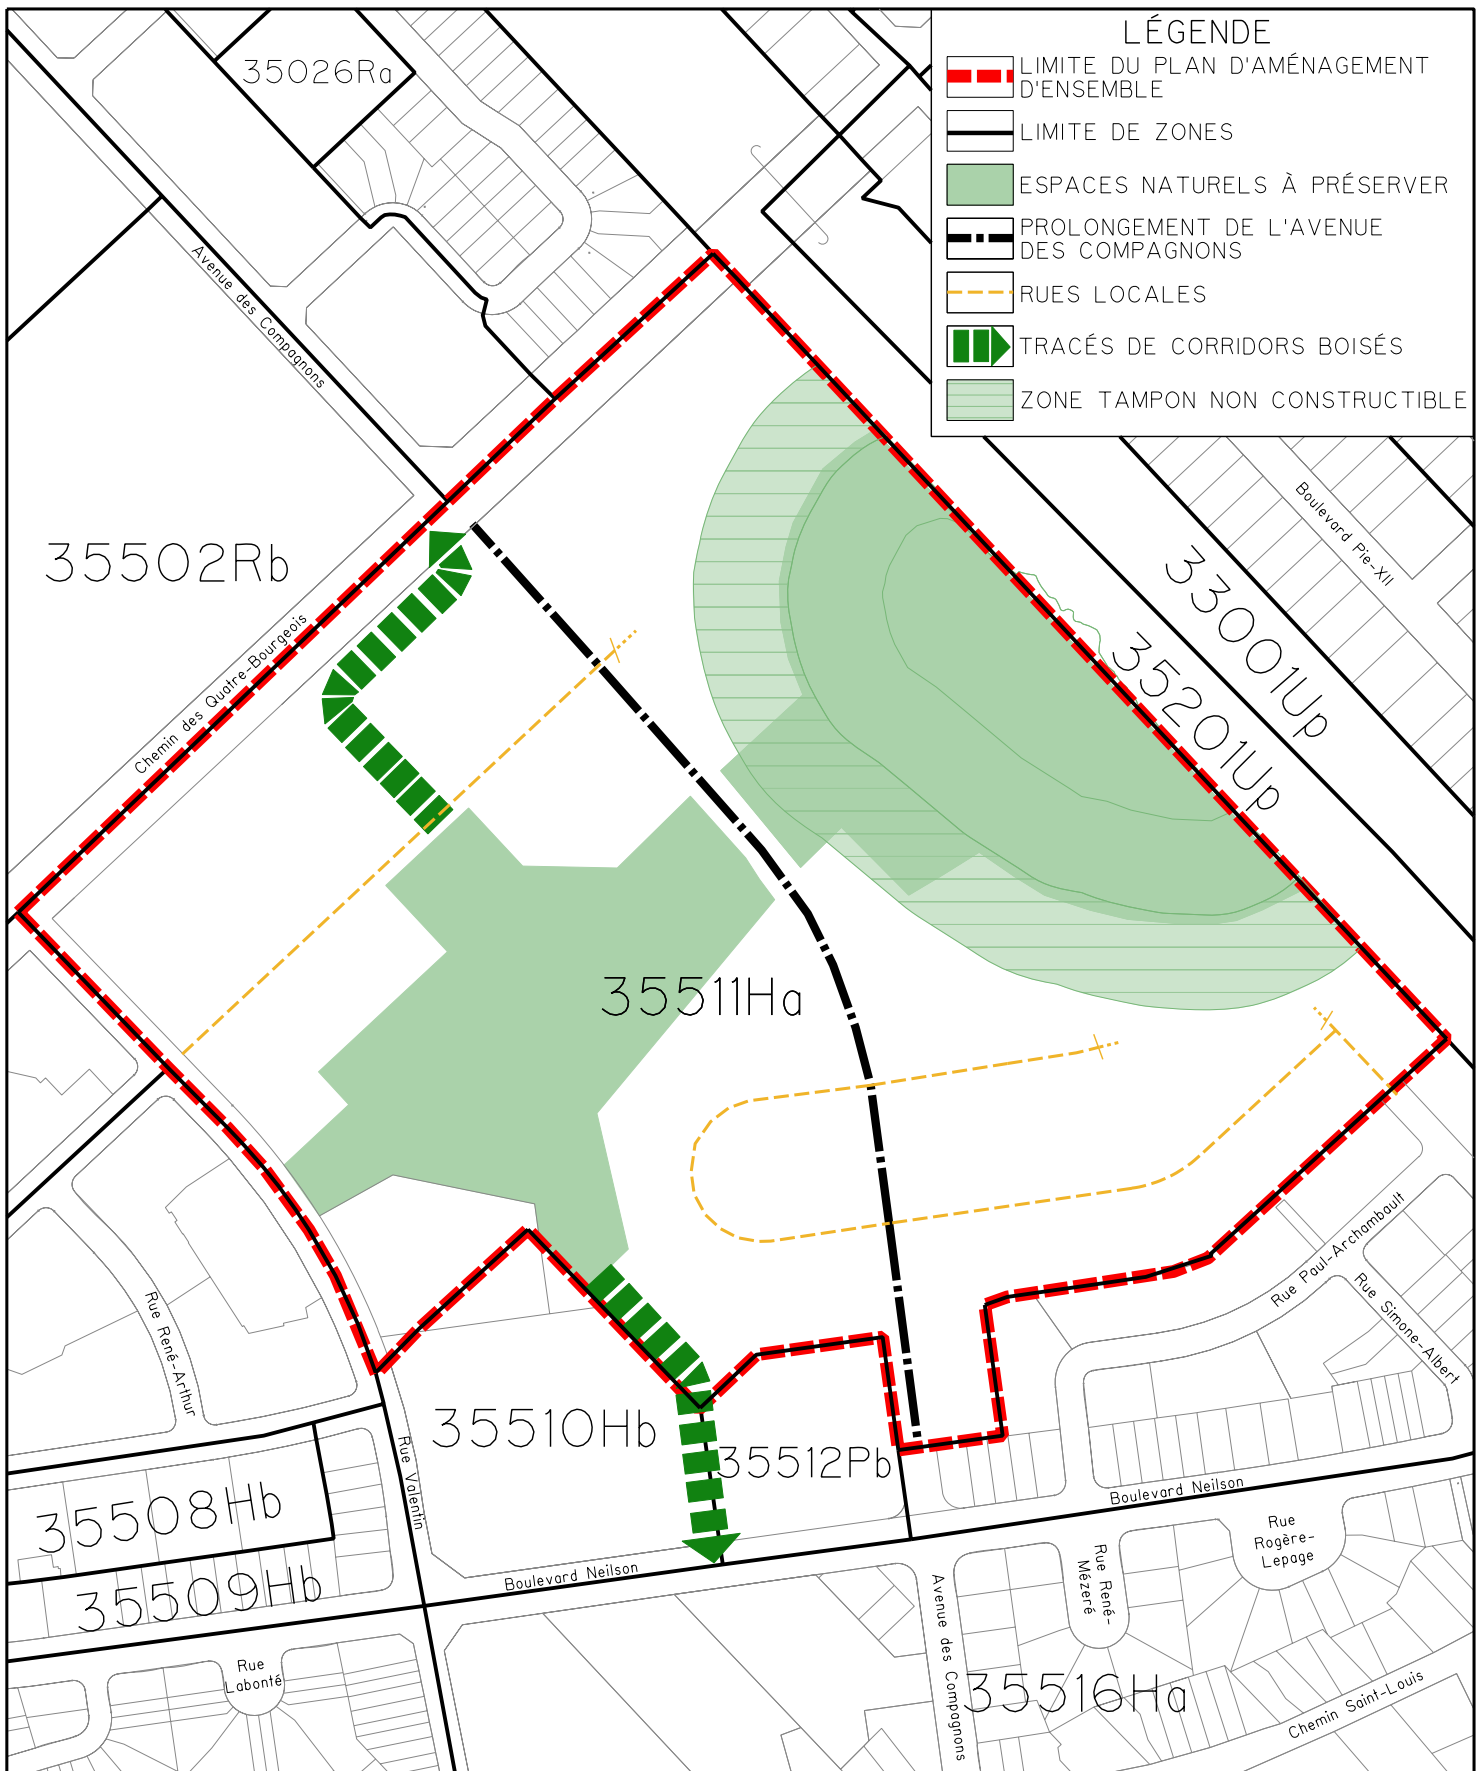 LÉGENDE
LIMITE DU PLAN D'AMÉNAGEMENT
D'ENSEMBLE
LIMITE DE ZONES
ESPACES NATURELS À PRÉSERVER
PROLONGEMENT DE L'AVENUE
DES COMPAGNONS
RUES LOCALES
TRACÉS DE CORRIDORS BOISÉS
ZONE TAMPON NON CONSTRUCTIBLE
35026Ra
Avenue des Compagnons
35502Rb
Chemin des Quatre-Bourgeois
Boulevard Pie-XII
33001Up
35201Up
35511Ha
Rue Paul-Archambault
Rue Simone-Albert
Rue René-Arthur
Rue Valentin
35510Hb
35512Pb
Boulevard Neilson
35508Hb
35509Hb
Boulevard Neilson
Rue
Rogère-
Lepage
Rue René-
Mézeré
Avenue des Compagnons
Rue
Labonté
35516Ha
Chemin Saint-Louis